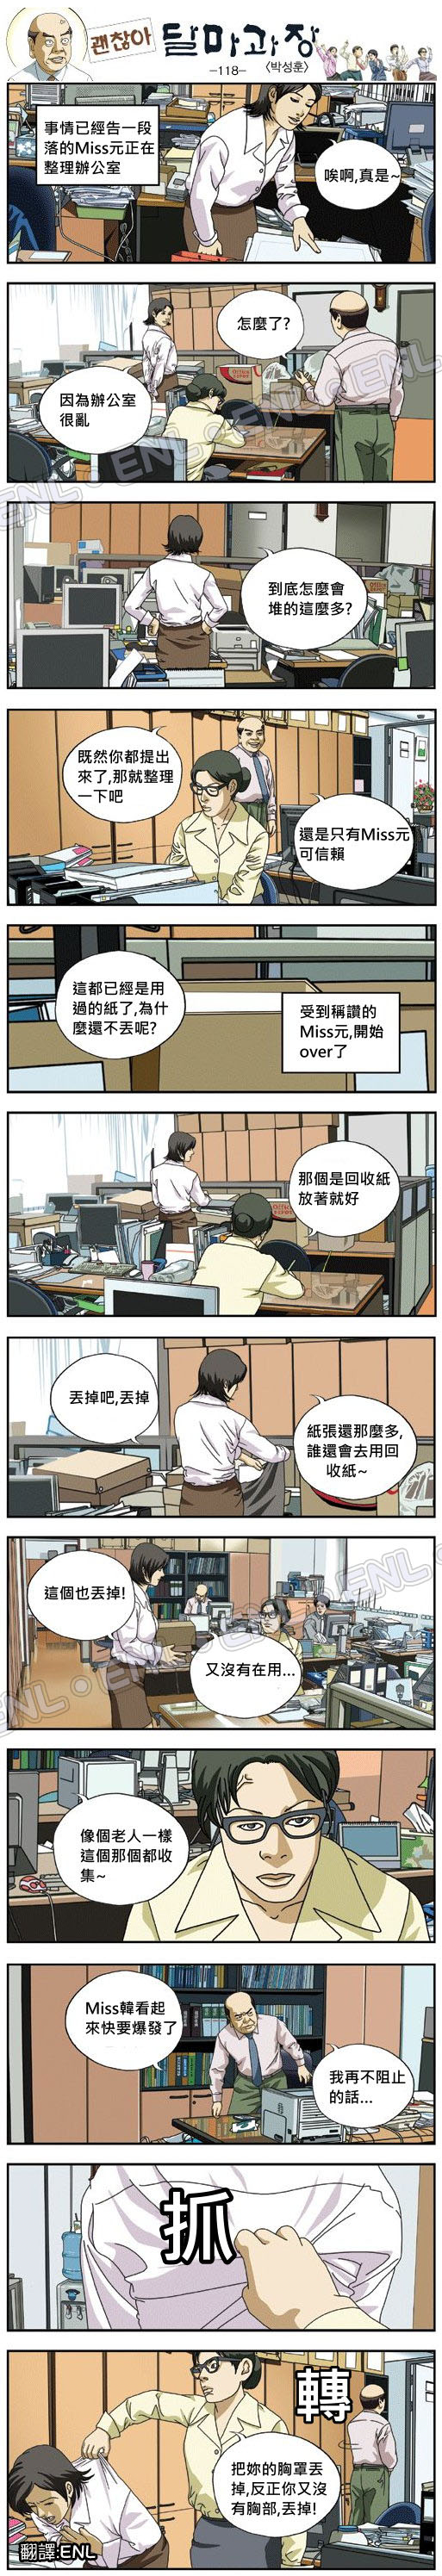 괜찮아 달마과장
-118-
<박성훈>
事情已經告一段
落的Miss元正在
整理辦公室
唉啊,真是~
怎麼了?
因為辦公室
很亂
ENL
到底怎麼會
堆的這麼多?
既然你都提出
來了,那就整理
一下吧
還是只有Miss元
可信賴
這都已經是用
過的紙了,為什
麼還不丟呢?
受到稱讚的
Miss元,開始
over了
那個是回收紙
放著就好
丟掉吧,丟掉
紙張還那麼多,
誰還會去用回
收紙~
這個也丟掉!
又沒有在用...
ENL
像個老人一樣
這個那個都收
集~
Miss韓看起
來快要爆發了
我再不阻止
的話...
抓
轉
把妳的胸罩丟
掉,反正你又沒
有胸部,丟掉!
翻譯:ENL